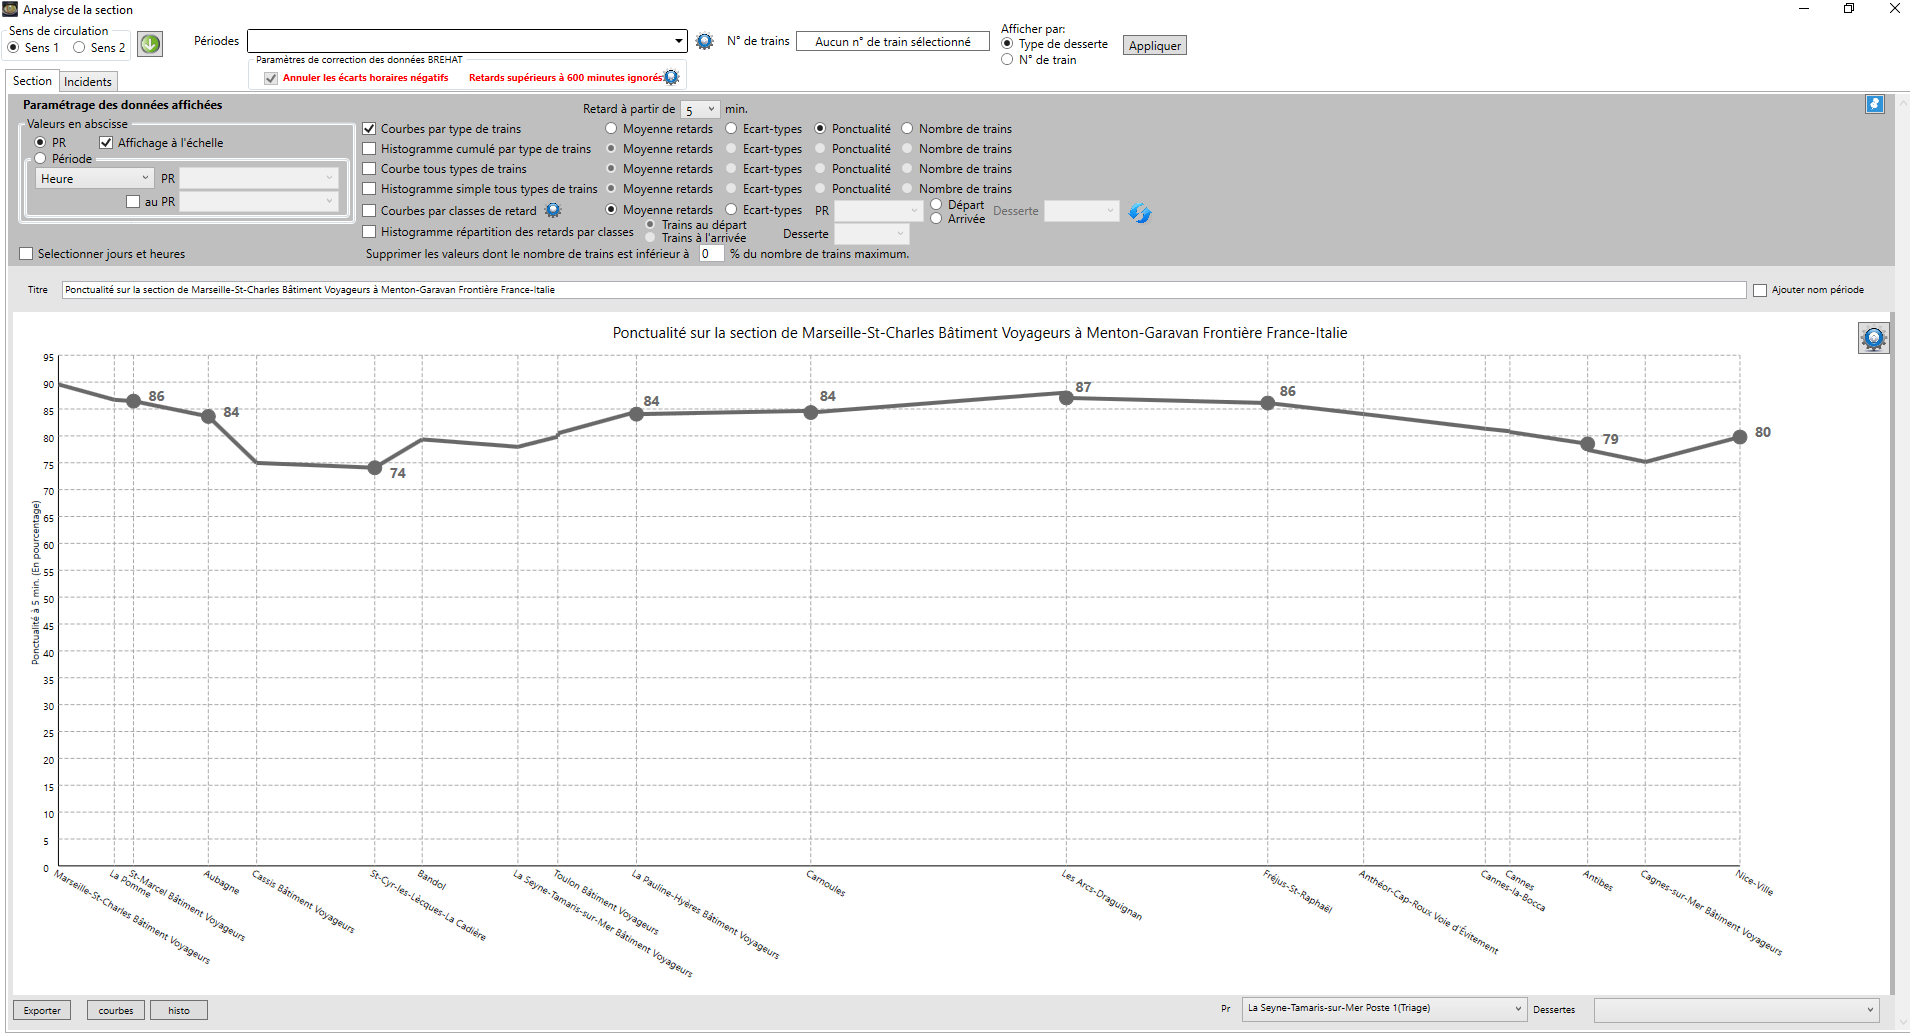 Analyse de la section
Sens de circulation
Sens 1
Sens 2
Périodes
N° de trains
Aucun n° de train sélectionné
Afficher par:
Type de desserte
N° de train
Appliquer
Paramètres de correction des données BREHAT
Annuler les écarts horaires négatifs
Retards supérieurs à 600 minutes ignorés
Section
Incidents
Paramétrage des données affichées
Retard à partir de 5 min.
Valeurs en abscisse
PR
Affichage à l'échelle
Période
Heure
PR
au PR
Selectionner jours et heures
Courbes par type de trains Moyenne retards Ecart-types Ponctualité Nombre de trains
Histogramme cumulé par type de trains Moyenne retards Ecart-types Ponctualité Nombre de trains
Courbe tous types de trains Moyenne retards Ecart-types Ponctualité Nombre de trains
Histogramme simple tous types de trains Moyenne retards Ecart-types Ponctualité Nombre de trains
Courbes par classes de retard Moyenne retards Ecart-types PR Départ Desserte
Arrivée
Histogramme répartition des retards par classes Trains au départ Desserte
Trains à l'arrivée
Supprimer les valeurs dont le nombre de trains est inférieur à 0 % du nombre de trains maximum.
Titre
Ponctualité sur la section de Marseille-St-Charles Bâtiment Voyageurs à Menton-Garavan Frontière France-Italie
Ajouter nom période
Ponctualité sur la section de Marseille-St-Charles Bâtiment Voyageurs à Menton-Garavan Frontière France-Italie
Ponctualité à 5 min. (En pourcentage)
95
90
85
80
75
70
65
60
55
50
45
40
35
30
25
20
15
10
5
0
86
84
74
84
84
87
86
79
80
Marseille-St-Charles Bâtiment Voyageurs
La Pomme
St-Marcel Bâtiment Voyageurs
Aubagne
Cassis Bâtiment Voyageurs
St-Cyr-les-Lècques-La Cadière
Bandol
La Seyne-Tamaris-sur-Mer Bâtiment Voyageurs
Toulon Bâtiment Voyageurs
La Pauline-Hyères Bâtiment Voyageurs
Carnoules
Les Arcs-Draguignan
Fréjus-St-Raphaël
Anthéor-Cap-Roux Voie d'Évitement
Cannes-la-Bocca
Cannes
Antibes
Cagnes-sur-Mer Bâtiment Voyageurs
Nice-Ville
Exporter
courbes
histo
Pr
La Seyne-Tamaris-sur-Mer Poste 1(Triage)
Dessertes